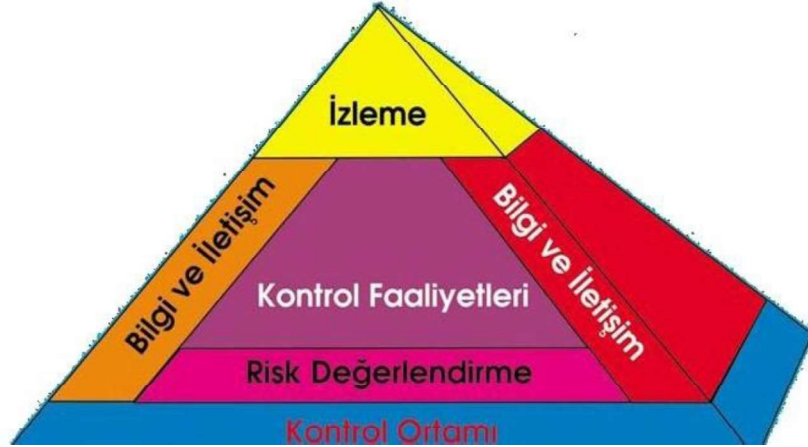 İzleme
Bilgi ve İletişim
Bilgi ve İletişim
Kontrol Faaliyetleri
Risk Değerlendirme
Kontrol Ortamı